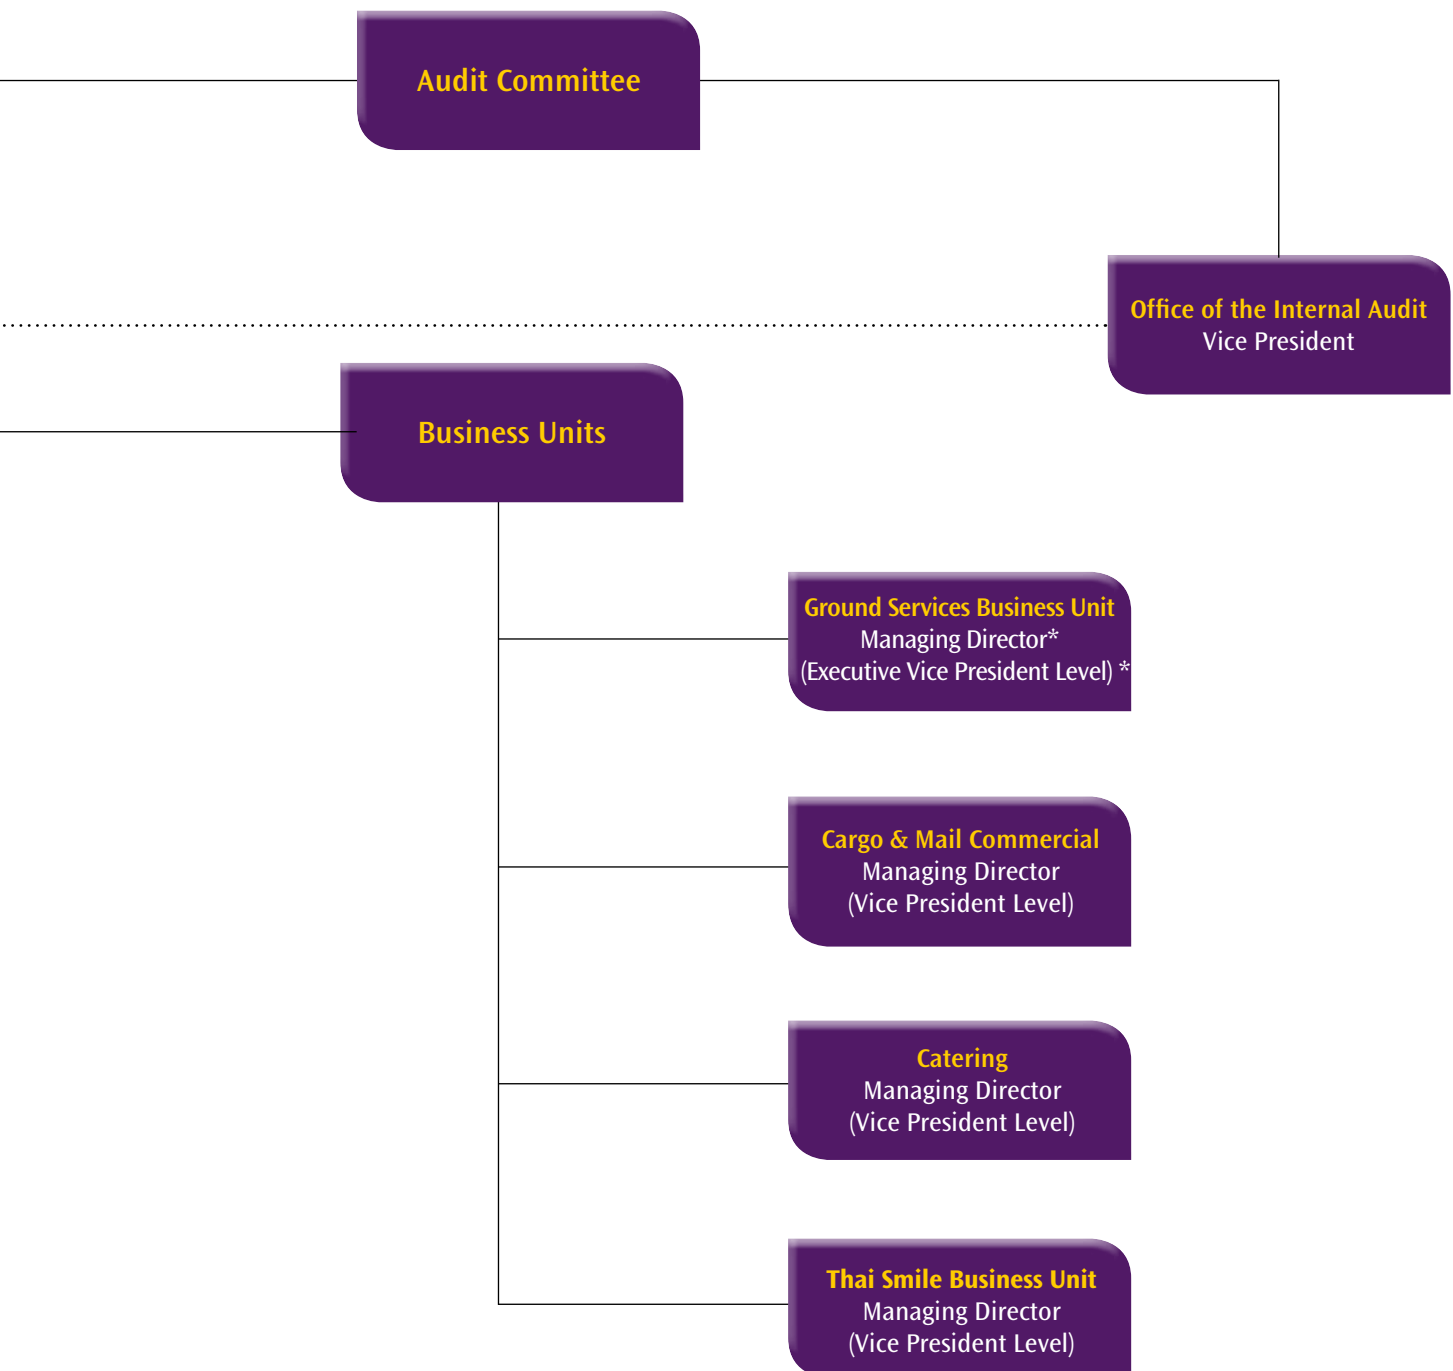 Audit Committee
Office of the Internal Audit
Vice President
Business Units
Ground Services Business Unit
Managing Director*
(Executive Vice President Level) *
Cargo & Mail Commercial
Managing Director
(Vice President Level)
Catering
Managing Director
(Vice President Level)
Thai Smile Business Unit
Managing Director
(Vice President Level)